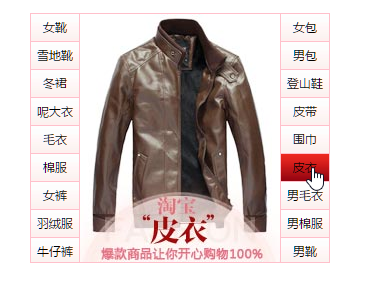 女靴
雪地靴
冬裙
呢大衣
毛衣
棉服
女裤
羽绒服
牛仔裤
淘宝
“皮衣”
爆款商品让你开心购物100%
女包
男包
登山鞋
皮带
围巾
皮衣
男毛衣
男棉服
男靴